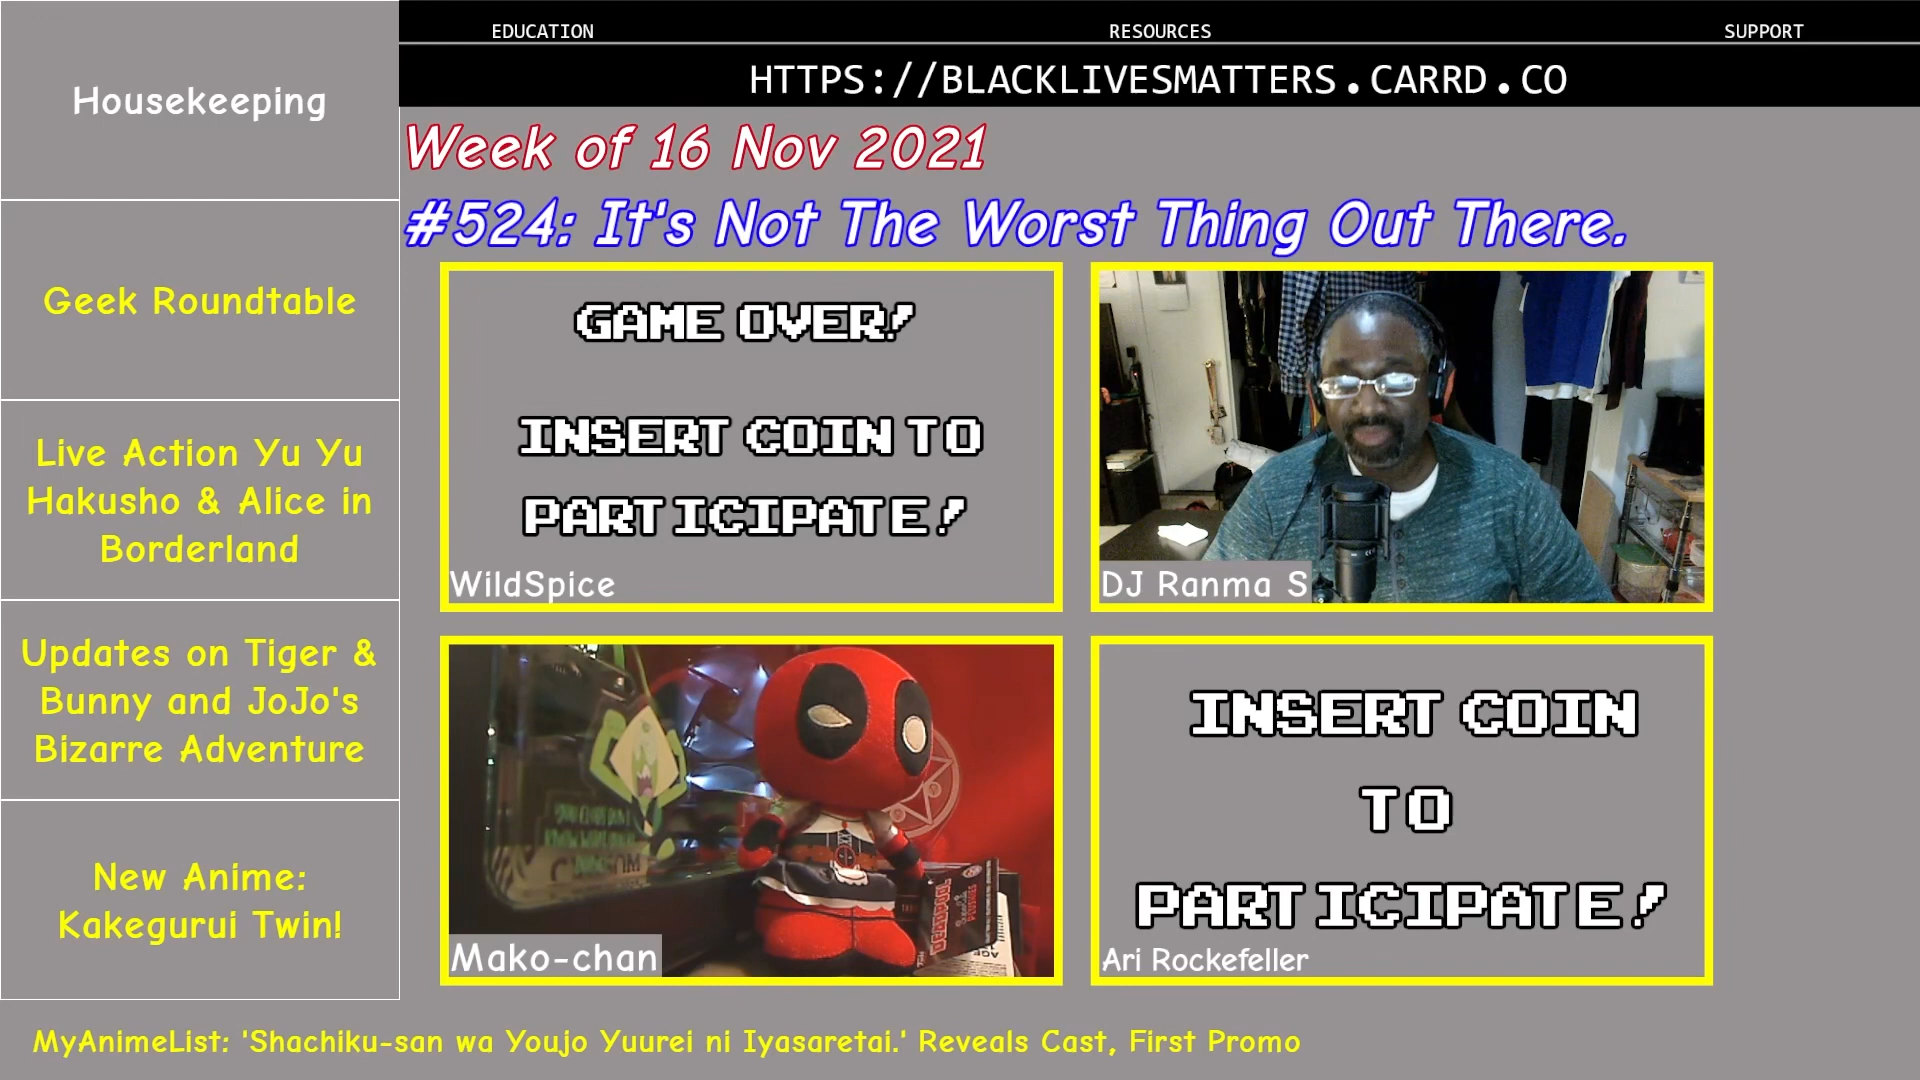 EDUCATION
RESOURCES
SUPPORT
HTTPS://BLACKLIVESMATTERS.CARRD.CO
Housekeeping
Geek Roundtable
Live Action Yu Yu
Hakusho & Alice in
Borderland
Updates on Tiger &
Bunny and JoJo's
Bizarre Adventure
New Anime:
Kakegurui Twin!
Week of 16 Nov 2021
#524: It's Not The Worst Thing Out There.
GAME OVER!
INSERT COIN TO
PARTICIPATE!
WildSpice
DJ Ranma S
DEADPOOL
Mako-chan
INSERT COIN
TO
PARTICIPATE!
Ari Rockefeller
MyAnimeList: 'Shachiku-san wa Youjo Yuurei ni Iyasaretai.' Reveals Cast, First Promo